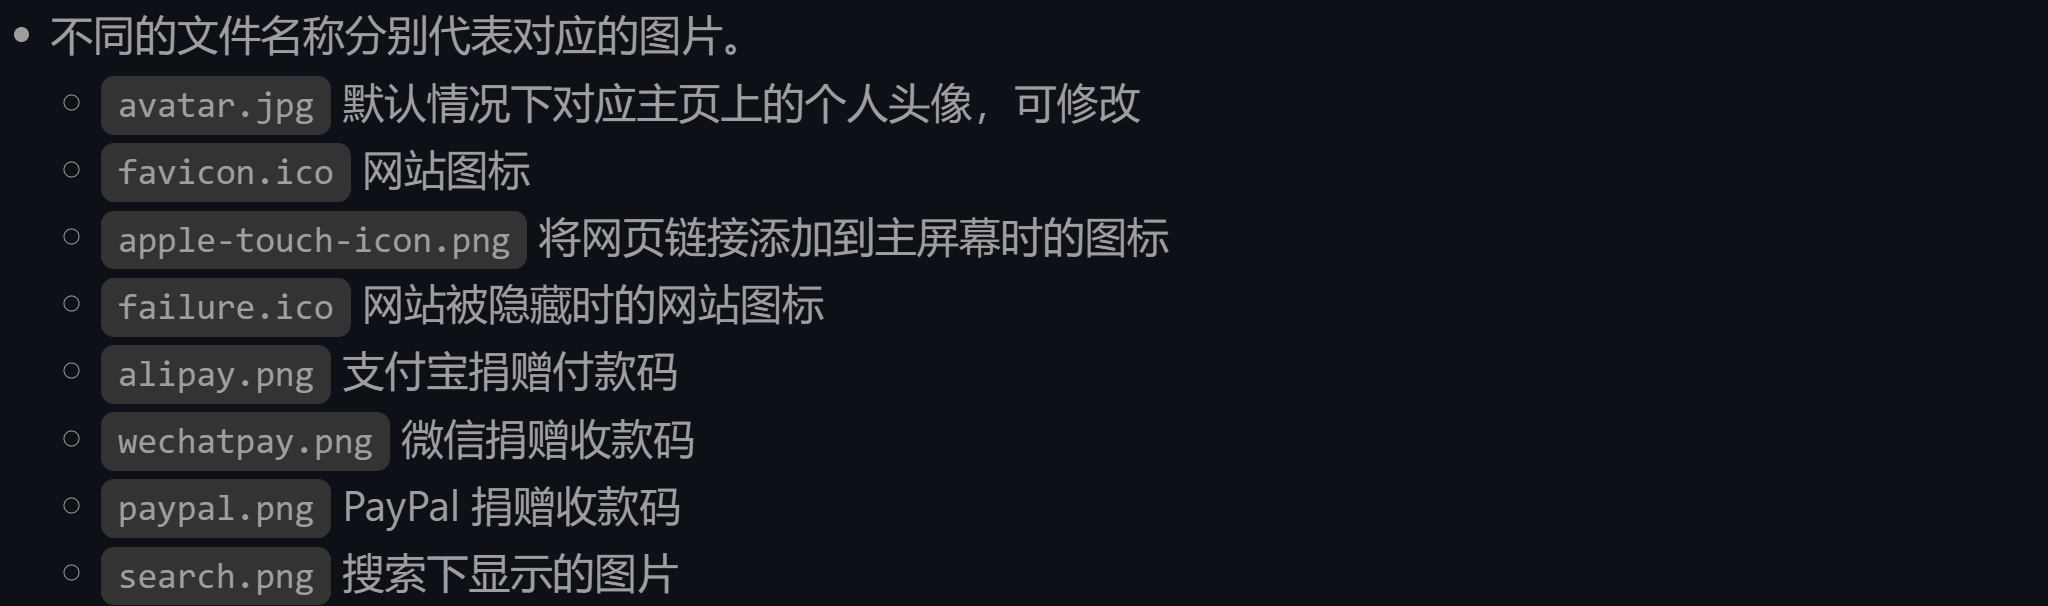 不同的文件名称分别代表对应的图片。
avatar.jpg 默认情况下对应主页上的个人头像，可修改
favicon.ico 网站图标
apple-touch-icon.png 将网页链接添加到主屏幕时的图标
failure.ico 网站被隐藏时的网站图标
alipay.png 支付宝捐赠付款码
wechatpay.png 微信捐赠收款码
paypal.png PayPal 捐赠收款码
search.png 搜索下显示的图片